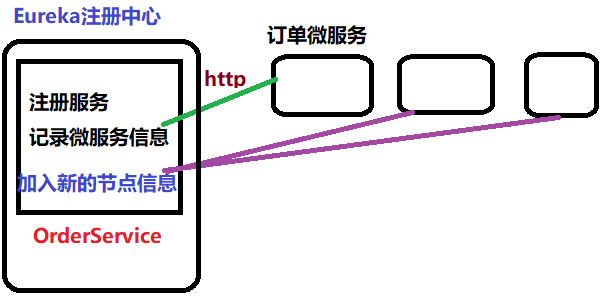 Eureka注册中心
订单微服务
http
注册服务
记录微服务信息
加入新的节点信息
OrderService